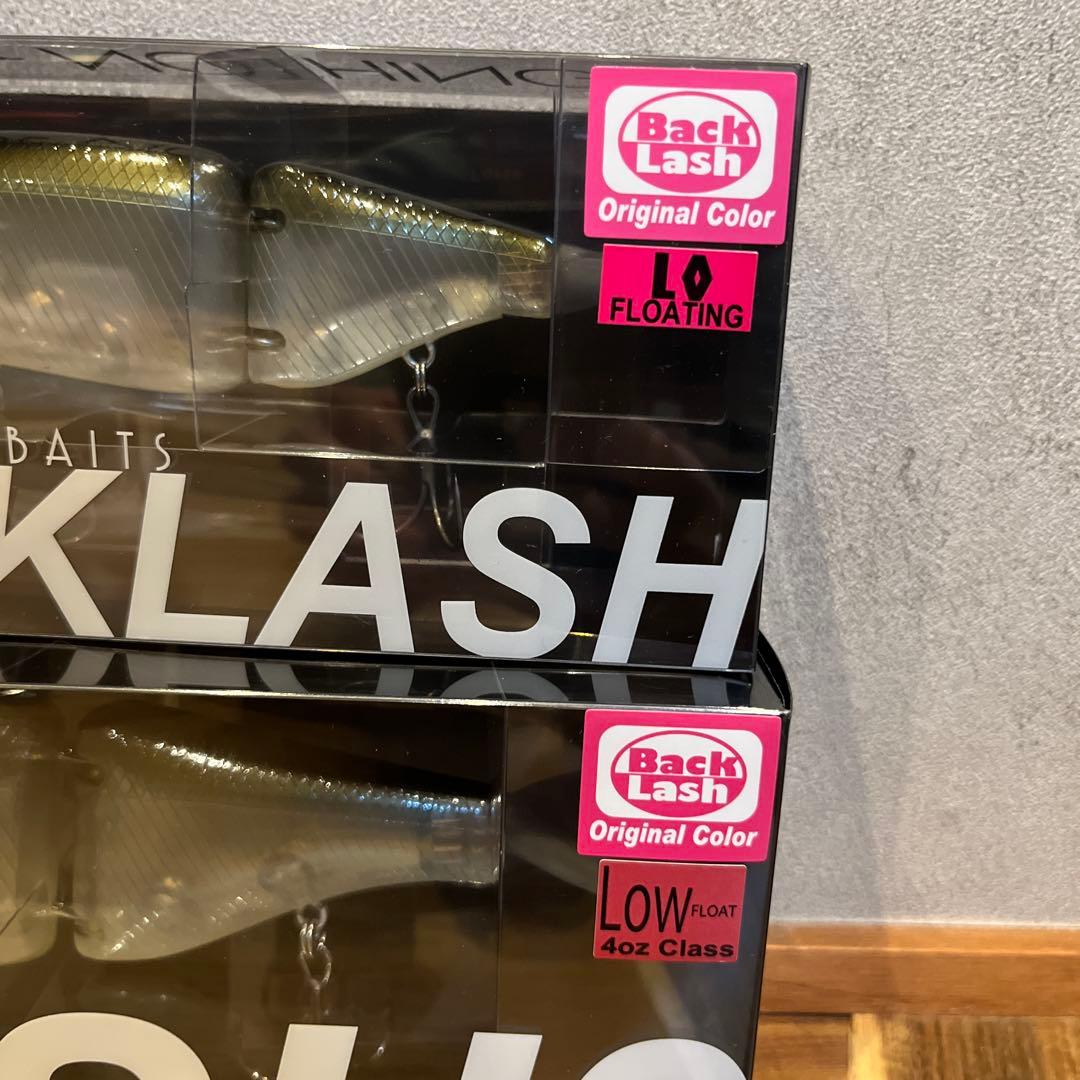 Back
Lash
Original Color
LO
FLOATING
BAITS
KLASH
Back
Lash
Original Color
LOW FLOAT
4oz Class